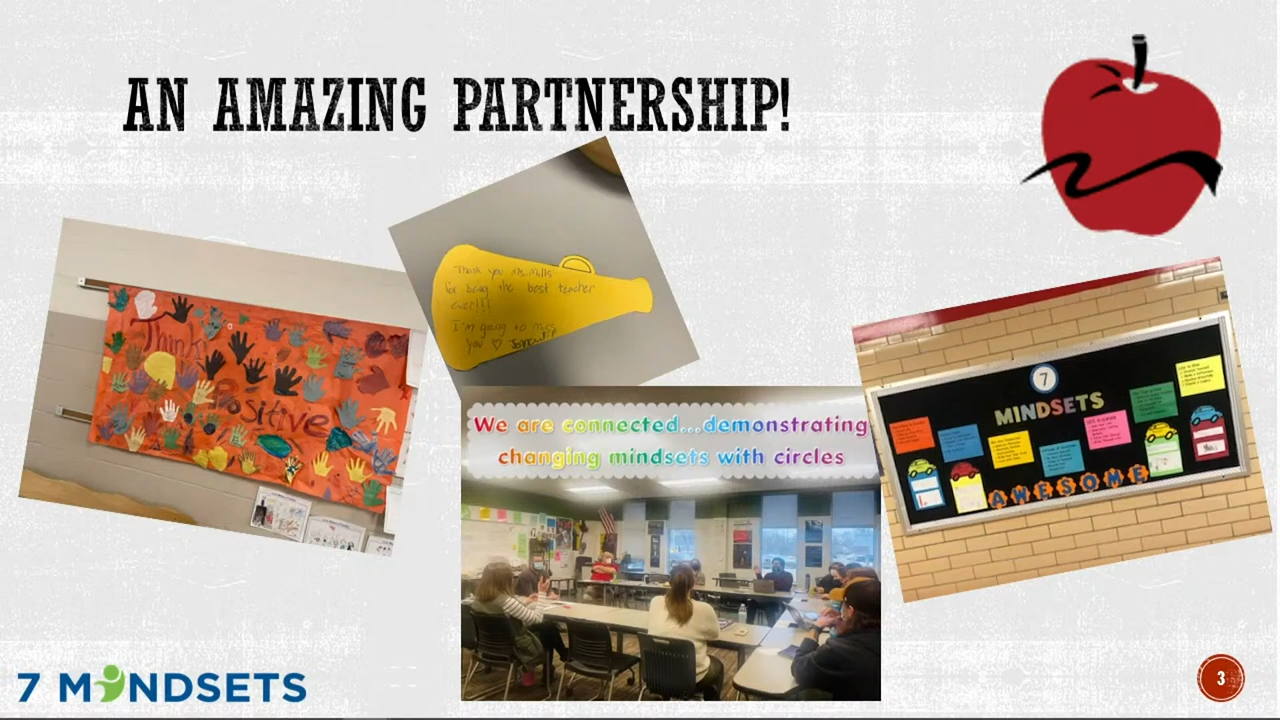 AN AMAZING PARTNERSHIP!
Thank you Ms. Mills
for being the best teacher
ever!!!
I'm going to miss
you ♡
Think
Positive
We are connected...demonstrating
changing mindsets with circles
7
MINDSETS
AWESOME
7 MINDSETS
3